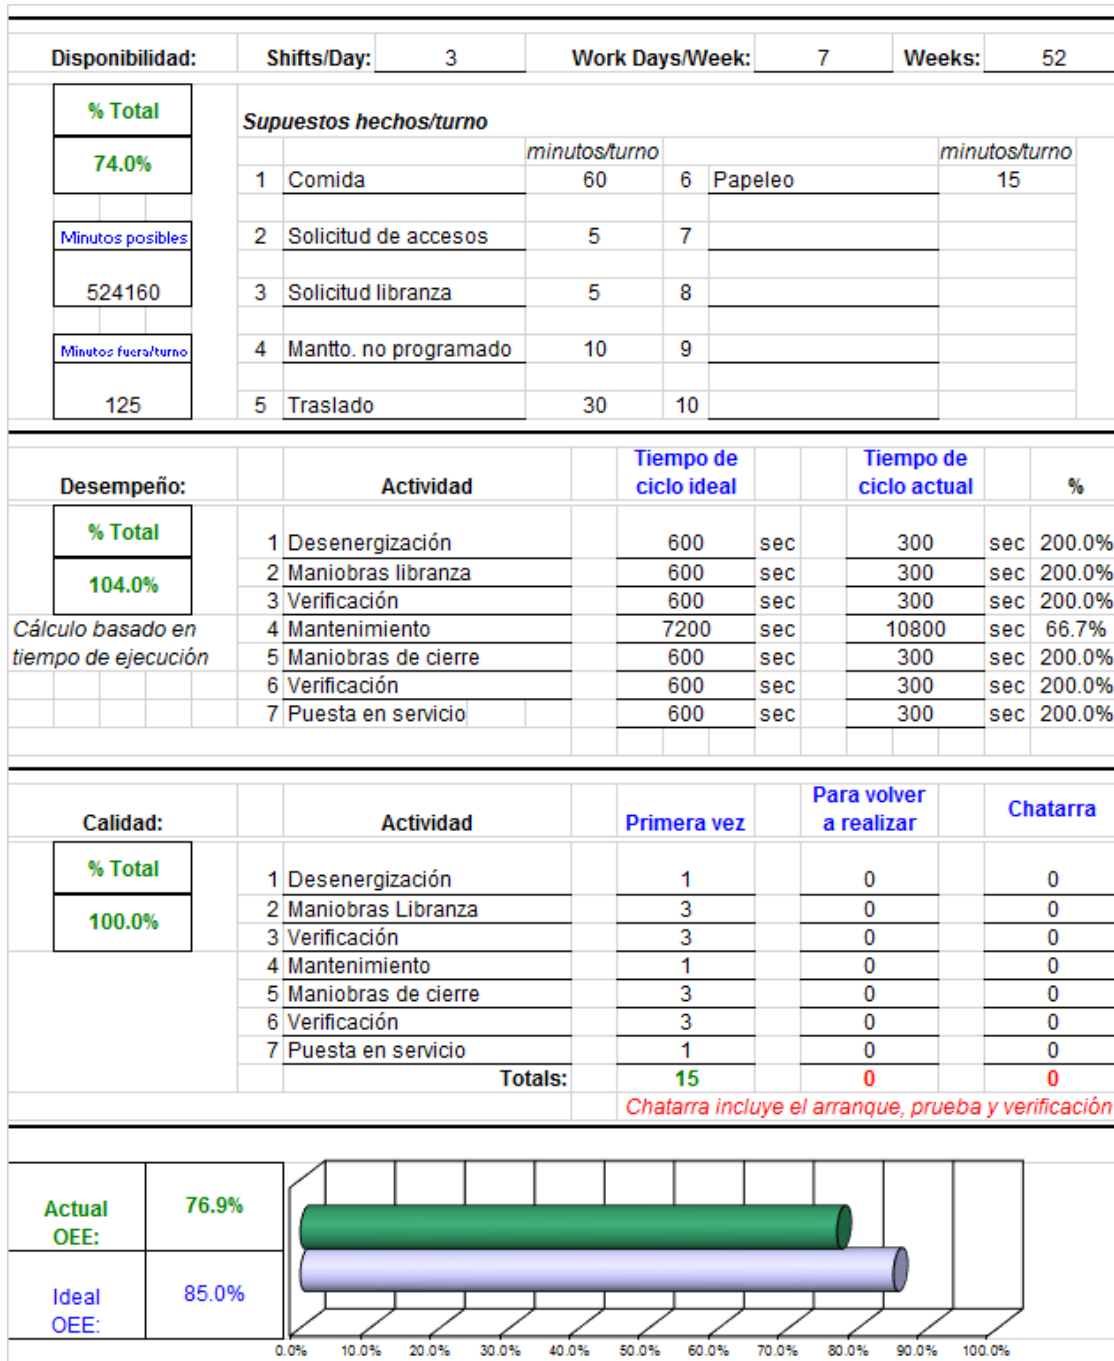 Disponibilidad: Shifts/Day: 3 Work Days/Week: 7 Weeks: 52
% Total
Supuestos hechos/turno
74.0%
minutos/turno minutos/turno
1 Comida 60 6 Papeleo 15
Minutos posibles
2 Solicitud de accesos 5 7
524160
3 Solicitud libranza 5 8
Minutos fuera/turno
4 Mantto. no programado 10 9
125
5 Traslado 30 10
Desempeño: Actividad Tiempo de ciclo ideal Tiempo de ciclo actual %
% Total
1 Desenergización 600 sec 300 sec 200.0%
104.0%
2 Maniobras libranza 600 sec 300 sec 200.0%
3 Verificación 600 sec 300 sec 200.0%
Cálculo basado en
4 Mantenimiento 7200 sec 10800 sec 66.7%
tiempo de ejecución
5 Maniobras de cierre 600 sec 300 sec 200.0%
6 Verificación 600 sec 300 sec 200.0%
7 Puesta en servicio 600 sec 300 sec 200.0%
Calidad: Actividad Primera vez Para volver a realizar Chatarra
% Total
1 Desenergización 1 0 0
100.0%
2 Maniobras Libranza 3 0 0
3 Verificación 3 0 0
4 Mantenimiento 1 0 0
5 Maniobras de cierre 3 0 0
6 Verificación 3 0 0
7 Puesta en servicio 1 0 0
Totals: 15 0 0
Chatarra incluye el arranque, prueba y verificación
Actual OEE: 76.9%
Ideal OEE: 85.0%
0.0% 10.0% 20.0% 30.0% 40.0% 50.0% 60.0% 70.0% 80.0% 90.0% 100.0%